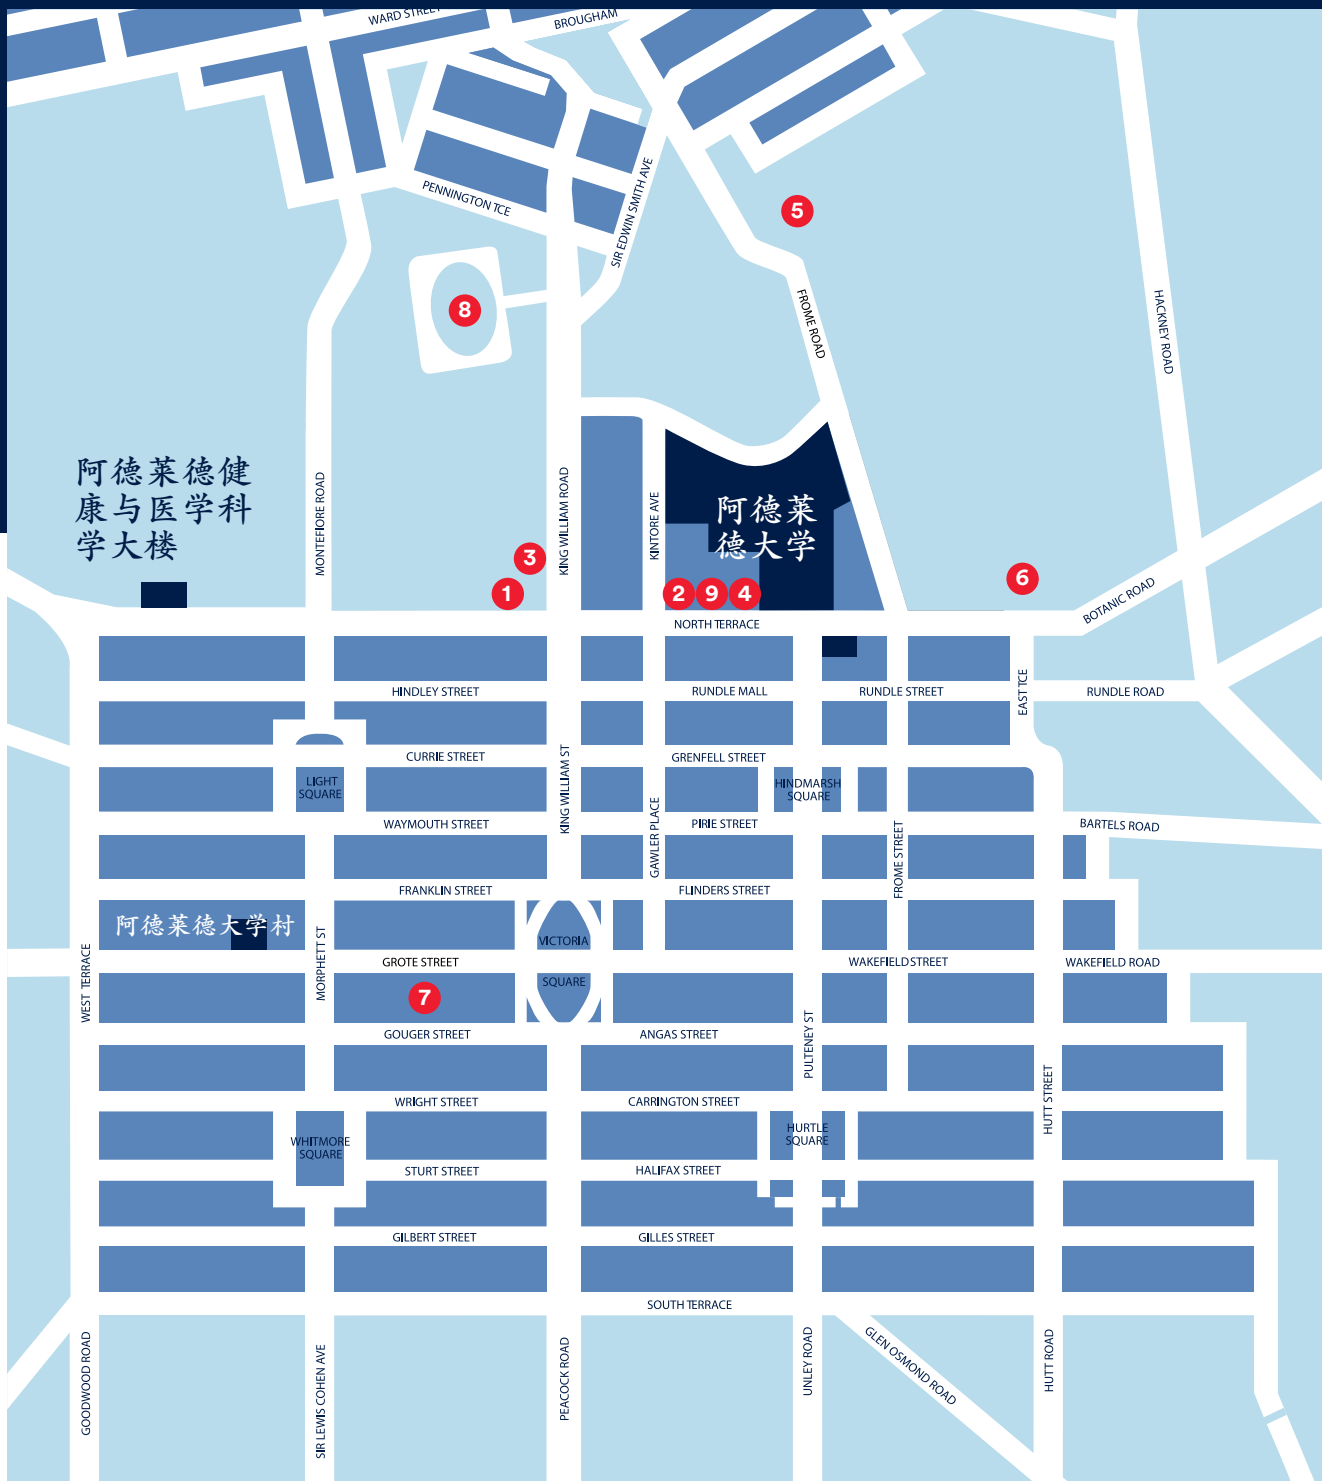 WARD STREET
BROUGHAM
PENNINGTON TCE
SIR EDWIN SMITH AVE
5
8
FROME ROAD
HACKNEY ROAD
阿德莱德健
康与医学科
学大楼
MONTEFIORE ROAD
KING WILLIAM ROAD
KINTORE AVE
阿德莱
德大学
3
1
2
9
4
6
BOTANIC ROAD
NORTH TERRACE
HINDLEY STREET
RUNDLE MALL
RUNDLE STREET
EAST TCE
RUNDLE ROAD
CURRIE STREET
KING WILLIAM ST
GRENFELL STREET
LIGHT
SQUARE
HINDMARSH
SQUARE
WAYMOUTH STREET
GAWLER PLACE
PIRIE STREET
FROME STREET
BARTELS ROAD
FRANKLIN STREET
FLINDERS STREET
阿德莱德大学村
WEST TERRACE
MORPHETT ST
VICTORIA
SQUARE
GROTE STREET
WAKEFIELD STREET
WAKEFIELD ROAD
7
GOUGER STREET
ANGAS STREET
PULTENEY ST
WRIGHT STREET
CARRINGTON STREET
HUTT STREET
WHITMORE
SQUARE
HURTLE
SQUARE
STURT STREET
HALIFAX STREET
GILBERT STREET
GILLES STREET
SOUTH TERRACE
GOODWOOD ROAD
SIR LEWIS COHEN AVE
PEACOCK ROAD
UNLEY ROAD
GLEN OSMOND ROAD
HUTT ROAD